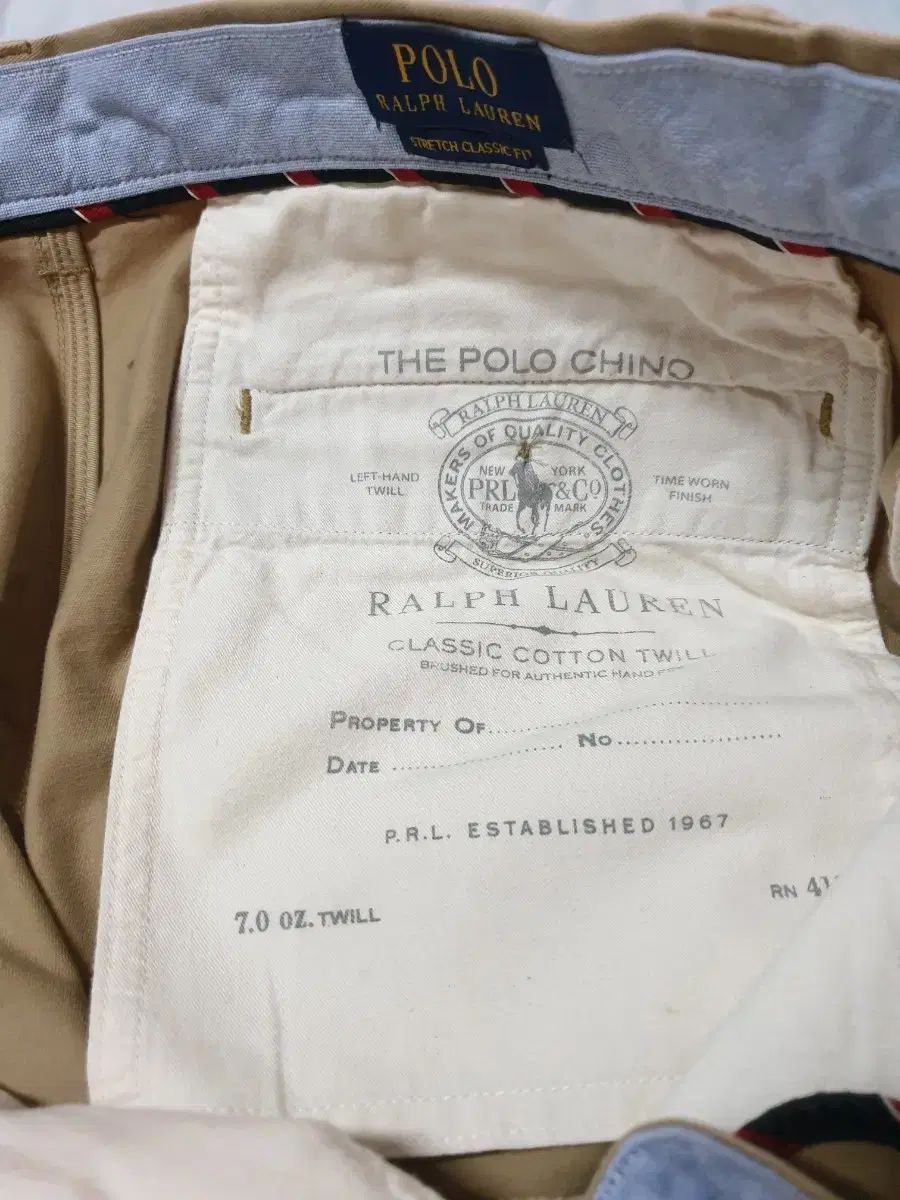 POLO
RALPH LAUREN
STRETCH CLASSIC FIT
THE POLO CHINO
RALPH LAUREN
MAKERS OF QUALITY CLOTHES
LEFT-HAND
TWILL
NEW YORK
PRL &CO
TRADE MARK
TIME WORN
FINISH
SUPERIOR QUALITY
RALPH LAUREN
CLASSIC COTTON TWILL
BRUSHED FOR AUTHENTIC HAND
PROPERTY OF
NO
DATE
P.R.L. ESTABLISHED 1967
7.0 OZ. TWILL
RN